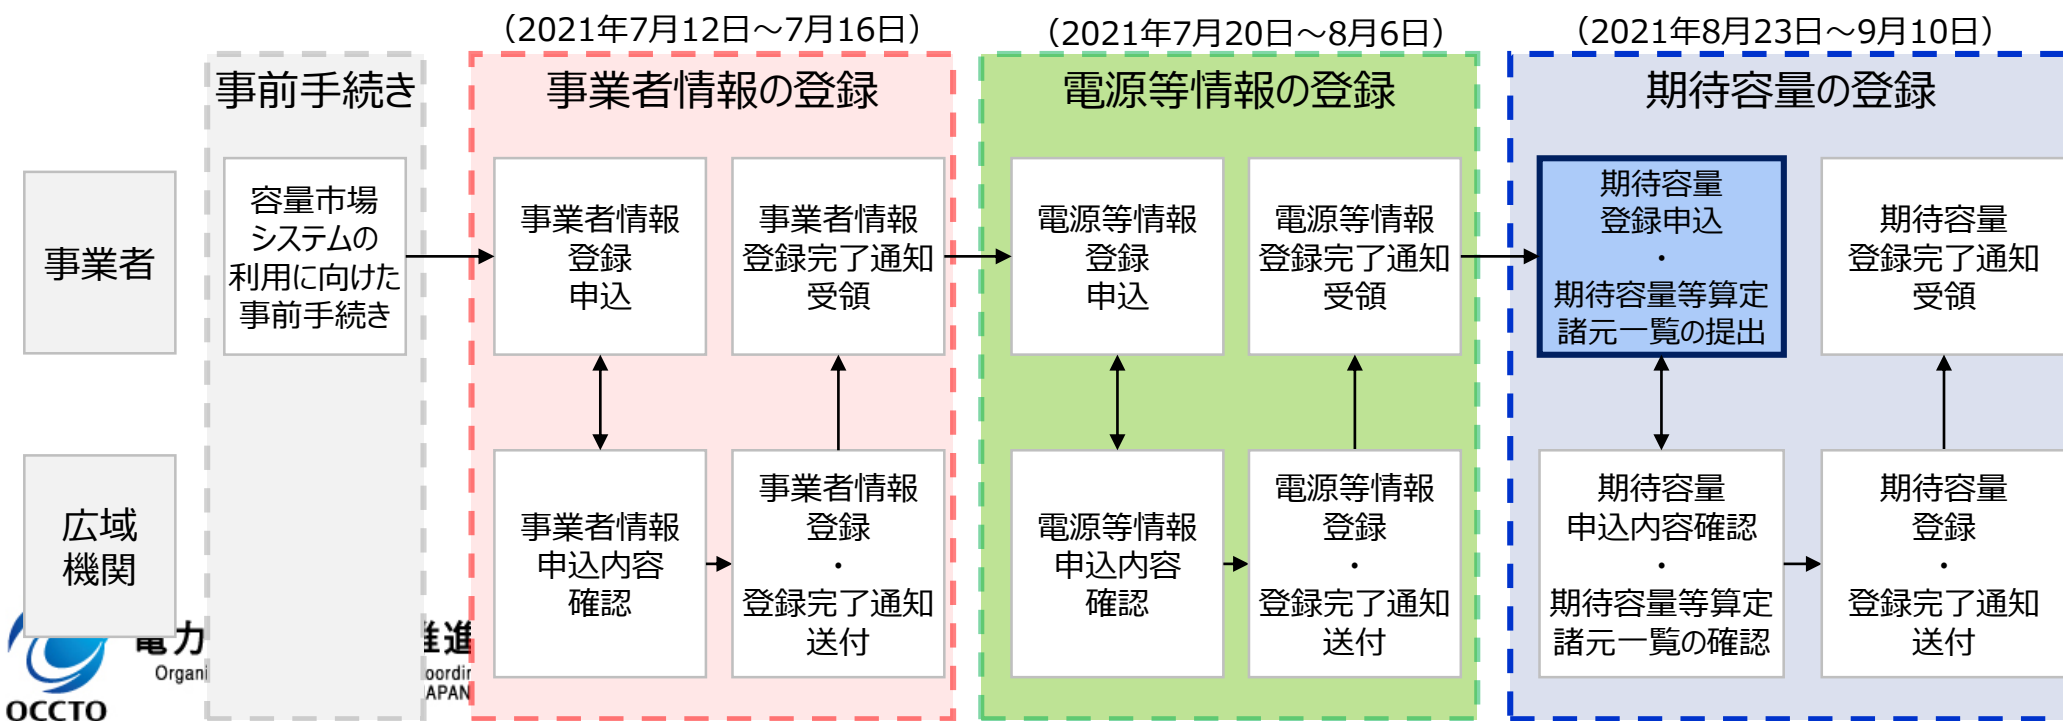 （2021年7月12日～7月16日）
（2021年7月20日～8月6日）
（2021年8月23日～9月10日）
事前手続き
事業者情報の登録
電源等情報の登録
期待容量の登録
事業者
容量市場
システムの
利用に向けた
事前手続き
事業者情報
登録
申込
事業者情報
登録完了通知
受領
電源等情報
登録
申込
電源等情報
登録完了通知
受領
期待容量
登録申込
・
期待容量等算定
諸元一覧の提出
期待容量
登録完了通知
受領
広域
機関
事業者情報
申込内容
確認
事業者情報
登録
・
登録完了通知
送付
電源等情報
申込内容
確認
電源等情報
登録
・
登録完了通知
送付
期待容量
申込内容確認
・
期待容量等算定
諸元一覧の確認
期待容量
登録
・
登録完了通知
送付
電力
推進
Organi
oordin
JAPAN
OCCTO